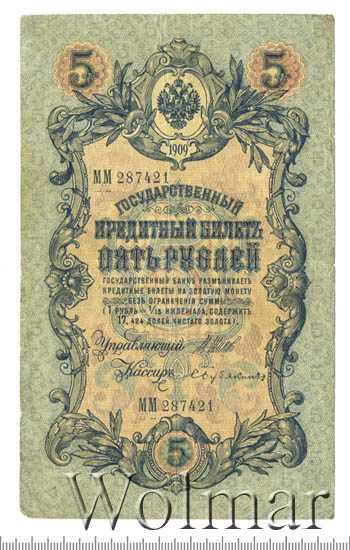 5 5
1909
ММ 287421
ГОСУДАРСТВЕННЫЙ
КРЕДИТНЫЙ БИЛЕТЪ
ПЯТЬ РУБЛЕЙ
ГОСУДАРСТВЕННЫЙ БАНКЪ РАЗМѢНИВАЕТЪ
КРЕДИТНЫЕ БИЛЕТЫ НА ЗОЛОТУЮ МОНЕТУ
БЕЗЪ ОГРАНИЧЕНІЯ СУММЫ
(1 РУБЛЬ = 1/15 ИМПЕРІАЛА, СОДЕРЖИТЪ
17,424 ДОЛЕЙ ЧИСТАГО ЗОЛОТА).
Управляющій
Кассиръ
ММ 287421
5
Wolmar